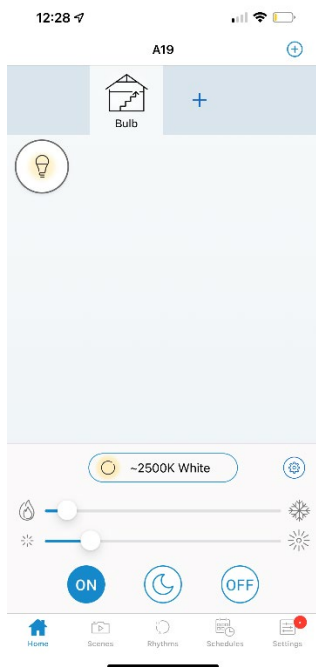 12:28
A19
Bulb
~2500K White
ON OFF
Home Scenes Rhythms Schedules Settings